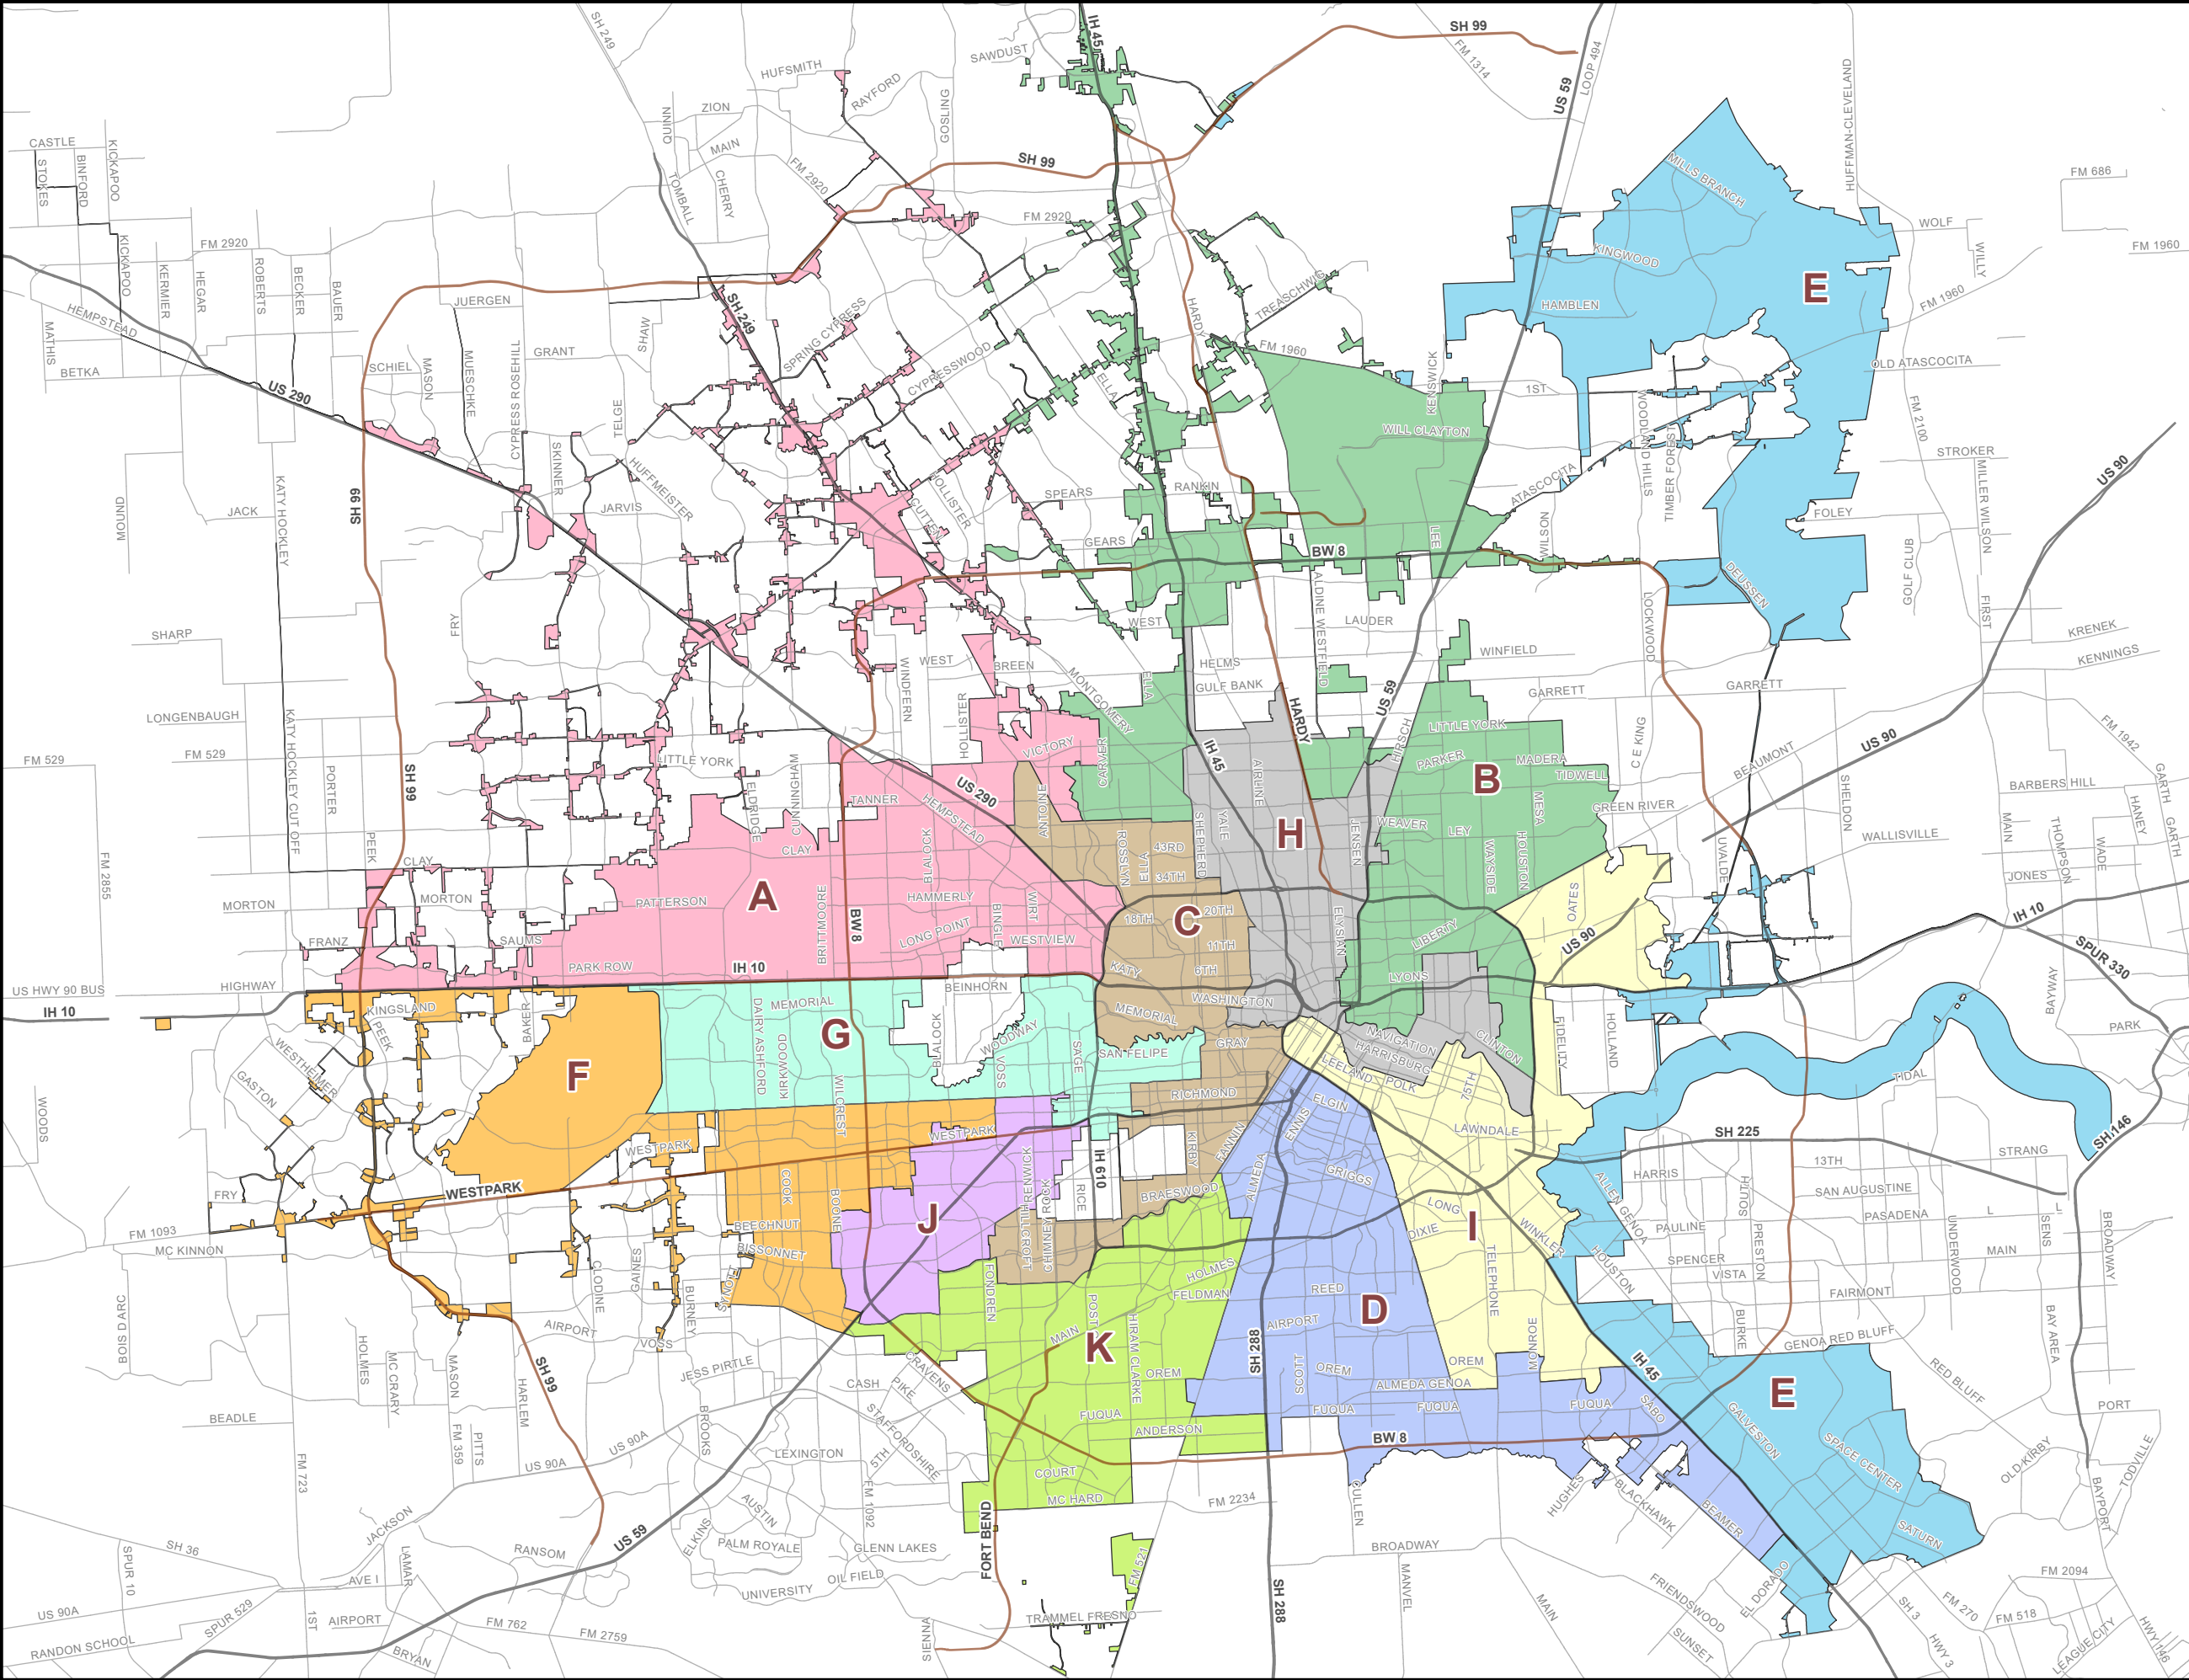 SH 249
IH 45
SAWDUST
SH 99
FM 1314
LOOP 494
US 59
HUFSMITH
RAYFORD
GOSLING
ZION
QUINN
MAIN
HUFFMAN-CLEVELAND
CASTLE
STOKES
BINFORD
KICKAPOO
TOMBALL
CHERRY
FM 2920
SH 99
FM 2920
MILLS BRANCH
FM 686
WOLF
WILLY
FM 1960
FM 2920
KICKAPOO
KERMIER
HEGAR
ROBERTS
BECKER
BAUER
KINGWOOD
E
HEMPSTEAD
MATHIS
JUERGEN
SH 249
SPRING CYPRESS
HARDY
TREASCHWIG
HAMBLEN
FM 1960
BETKA
US 290
SCHIEL
MASON
MUESCHKE
CYPRESS ROSEHILL
GRANT
SHAW
CYPRESSWOOD
ELLA
FM 1960
KENSWICK
1ST
OLD ATASCOCITA
TELGE
WILL CLAYTON
WOODLAND HILLS
TIMBER FOREST
FM 2100
STROKER
US 90
SH 99
SKINNER
HUFFMEISTER
HOLLISTER
CUTTEN
SPEARS
RANKIN
ATASCOCITA
MILLER WILSON
MOUND
JACK
KATY HOCKLEY
JARVIS
GEARS
BW 8
LEE
WILSON
FOLEY
GOLF CLUB
DEUSSEN
SHARP
FRY
WEST
ALDINE WESTFIELD
LAUDER
LOCKWOOD
FIRST
KRENEK
KENNINGS
WINDFERN
WEST
BREEN
MONTGOMERY
ELLA
HELMS
GULF BANK
WINFIELD
GARRETT
GARRETT
LONGENBAUGH
KATY HOCKLEY CUT OFF
HOLLISTER
HARDY
US 59
HIRSCH
LITTLE YORK
C E KING
US 90
FM 1942
FM 529
FM 529
PORTER
SH 99
LITTLE YORK
ELDRIDGE
CUNNINGHAM
VICTORY
CARVER
IH 45
AIRLINE
PARKER
B
MADERA
TIDWELL
BEAUMONT
SHELDON
BARBERS HILL
GARTH
GARTH
HANEY
TANNER
US 290
HEMPSTEAD
ANTOINE
YALE
SHEPHERD
H
JENSEN
WEAVER
LEY
MESA
GREEN RIVER
WALLISVILLE
MAIN
THOMPSON
WADE
FM 2855
PEEK
CLAY
CLAY
BLALOCK
ROSSLYN
ELLA
43RD
34TH
WAYSIDE
HOUSTON
UVALDE
JONES
MORTON
MORTON
PATTERSON
A
BRITTMOORE
BW 8
HAMMERLY
LONG POINT
BINGLE
WIRT
WESTVIEW
C
18TH
20TH
11TH
ELYSIAN
LIBERTY
OATES
US 90
IH 10
SPUR 330
FRANZ
SAUMS
PARK ROW
IH 10
KATY
6TH
LYONS
US HWY 90 BUS
HIGHWAY
IH 10
KINGSLAND
PEEK
BAKER
BEINHORN
MEMORIAL
G
DAIRY ASHFORD
KIRKWOOD
BLALOCK
WOODWAY
VOSS
SAGE
MEMORIAL
WASHINGTON
SAN FELIPE
GRAY
NAVIGATION
HARRISBURG
CLINTON
FIDELITY
HOLLAND
BAYWAY
PARK
WESTHEIMER
GASTON
F
WOODS
WILCREST
RICHMOND
LEELAND
POLK
75TH
TIDAL
ELGIN
ENNIS
WESTPARK
WESTPARK
KIRBY
FANNIN
LAWNDALE
SH 225
STRANG
SH 146
13TH
HARRIS
SAN AUGUSTINE
FRY
WESTPARK
COOK
BOONE
J
HILLCROFT
CHIMNEY ROCK
RICE
IH 610
BRAESWOOD
ALMEDA
GRIGGS
LONG
DIXIE
I
WINKLER
ALLEN GENOA
SOUTH
PASADENA
L
L
FM 1093
MC KINNON
BEECHNUT
BISSONNET
PAULINE
PRESTON
UNDERWOOD
SENS
BROADWAY
MAIN
SPENCER
VISTA
HOUSTON
BOIS D'ARC
CLODINE
GAINES
BURNEY
SYNOTT
FONDREN
HOLMES
FELDMAN
REED
TELEPHONE
FAIRMONT
BURKE
AIRPORT
VOSS
POST
HIRAM CLARKE
MAIN
K
D
AIRPORT
SH 288
MONROE
GENOA RED BLUFF
BAY AREA
RED BLUFF
HOLMES
MC CRARY
MASON
HARLEM
SH 99
JESS PIRTLE
CRAVENS
CASH
PIKE
OREM
SCOTT
OREM
OREM
ALMEDA GENOA
IH 45
E
BEADLE
FM 359
PITTS
BROOKS
STAFFORDSHIRE
FUQUA
FUQUA
FUQUA
FUQUA
SABO
GALVESTON
PORT
US 90A
US 90A
LEXINGTON
5TH
ANDERSON
BW 8
SPACE CENTER
OLD KIRBY
TODVILLE
FM 723
FM 1092
COURT
MC HARD
FM 2234
CULLEN
HUGHES
BLACKHAWK
BEAMER
SATURN
BAYPORT
JACKSON
SH 36
AUSTIN
ELKINS
PALM ROYALE
GLENN LAKES
FORT BEND
RANSOM
US 59
BROADWAY
SPUR 10
LAMAR
AVE I
UNIVERSITY
OIL FIELD
FM 521
MANVEL
MAIN
FRIENDSWOOD
EL DORADO
SH 3
FM 270
FM 2094
FM 518
US 90A
SPUR 529
1ST
AIRPORT
FM 762
FM 2759
SIENNA
TRAMMEL FRESNO
SH 288
SUNSET
HWY 3
LEAGUE CITY
HWY 146
RANDON SCHOOL
BRYAN